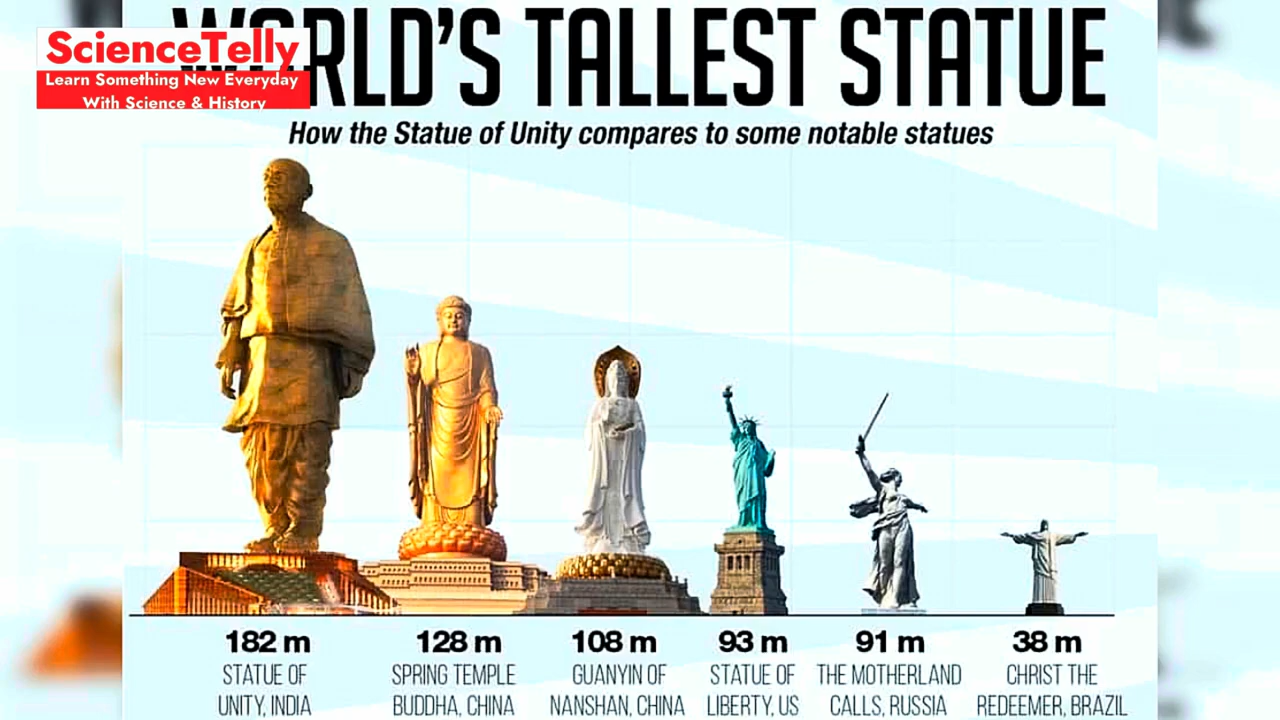 WORLD'S TALLEST STATUE
ScienceTelly
Learn Something New Everyday
With Science & History
How the Statue of Unity compares to some notable statues
182 m
STATUE OF
UNITY, INDIA
128 m
SPRING TEMPLE
BUDDHA, CHINA
108 m
GUANYIN OF
NANSHAN, CHINA
93 m
STATUE OF
LIBERTY, US
91 m
THE MOTHERLAND
CALLS, RUSSIA
38 m
CHRIST THE
REDEEMER, BRAZIL